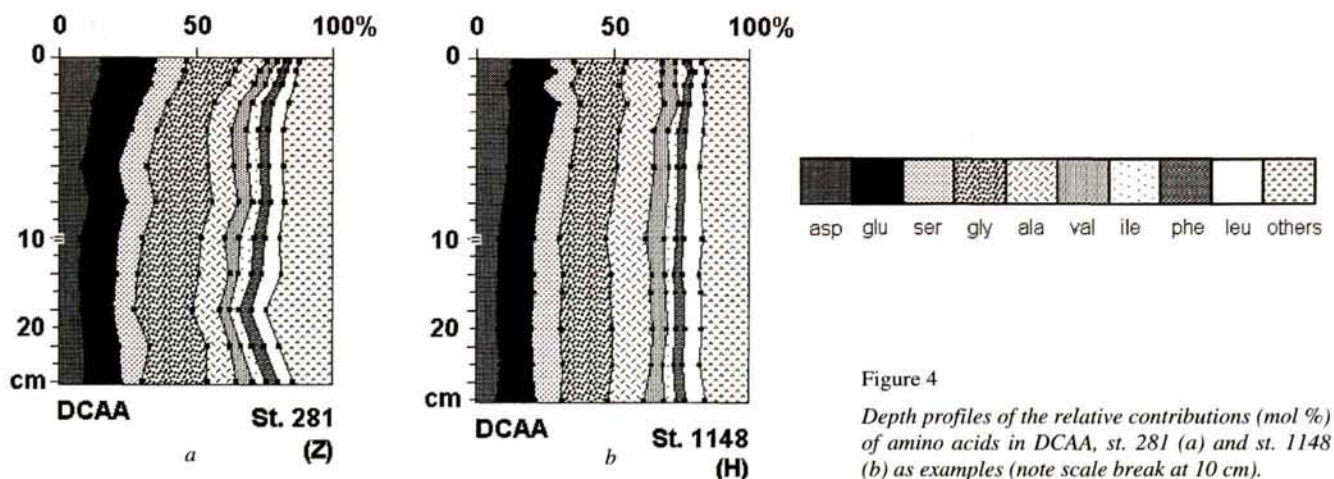 0 50 100%
0
10
20
cm
DCAA St. 281
(Z)
a
0 50 100%
0
10
20
cm
DCAA St. 1148
(H)
b
asp glu ser gly ala val ile phe leu others
Figure 4
Depth profiles of the relative contributions (mol %)
of amino acids in DCAA, st. 281 (a) and st. 1148
(b) as examples (note scale break at 10 cm).